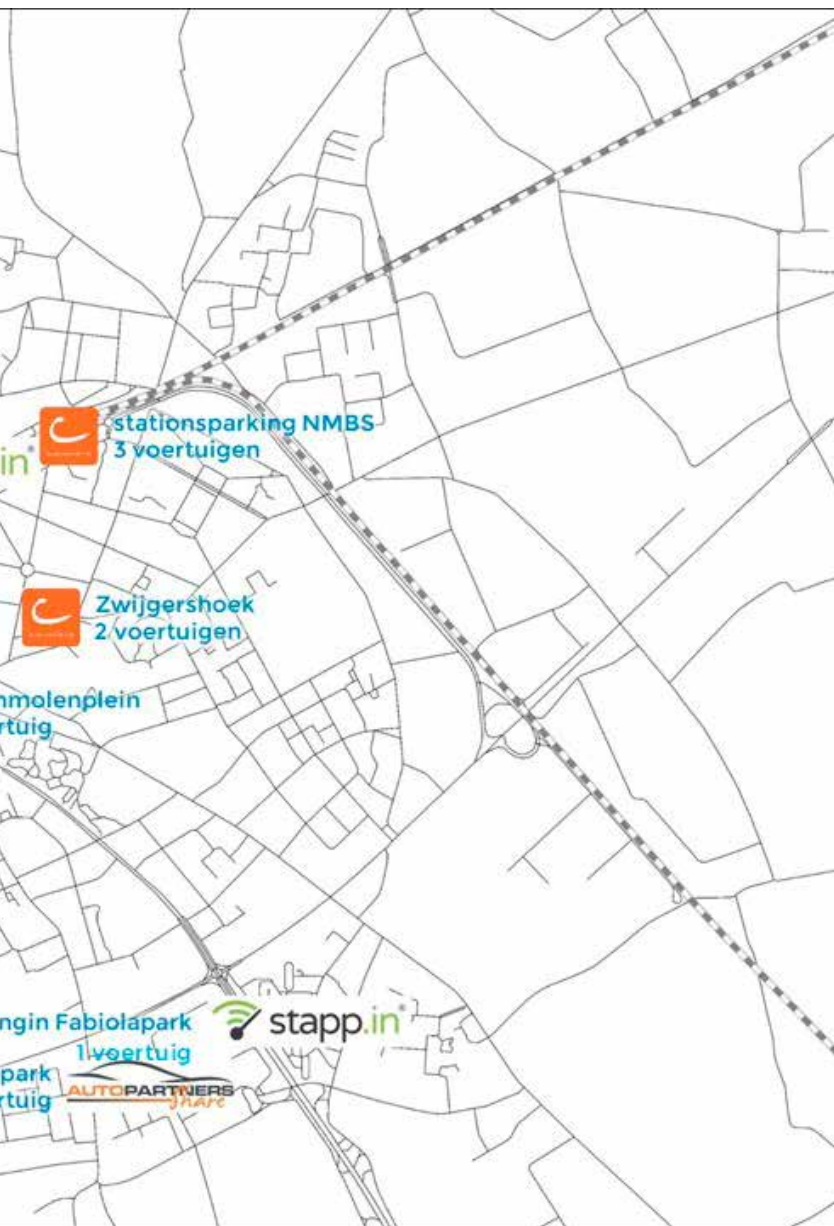 stationsparking NMBS
3 voertuigen
in
Zwijgershoek
2 voertuigen
nmolenplein
rtuig
ngin Fabiolapark
1 voertuig
stapp.in
park
rtuig
AUTOPARTNERS
share